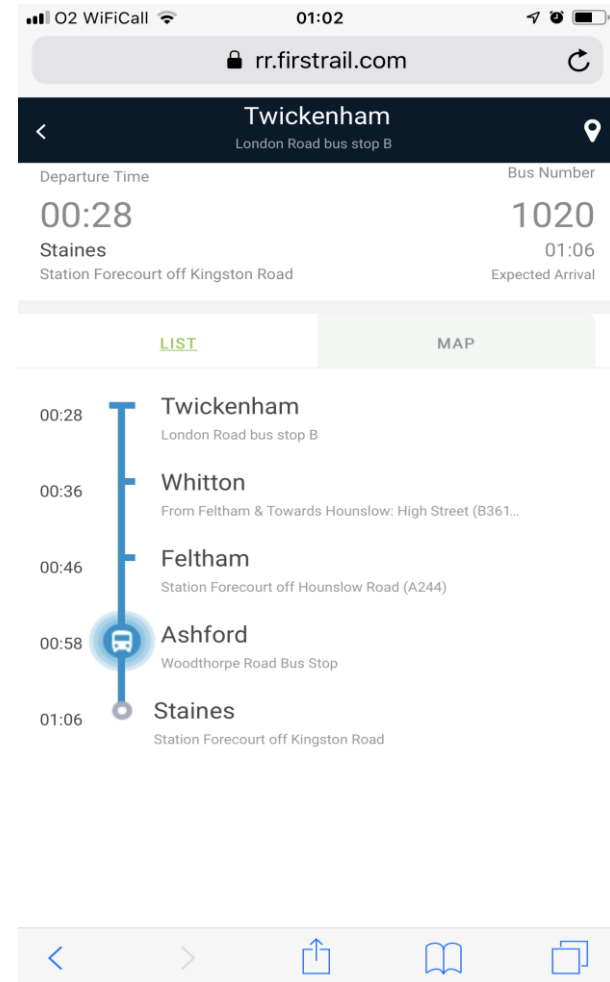 O2 WiFiCall 01:02
rr.firstrail.com
Twickenham
London Road bus stop B
Departure Time Bus Number
00:28 1020
Staines 01:06
Station Forecourt off Kingston Road Expected Arrival
LIST MAP
00:28 Twickenham
London Road bus stop B
00:36 Whitton
From Feltham & Towards Hounslow: High Street (B361...
00:46 Feltham
Station Forecourt off Hounslow Road (A244)
00:58 Ashford
Woodthorpe Road Bus Stop
01:06 Staines
Station Forecourt off Kingston Road